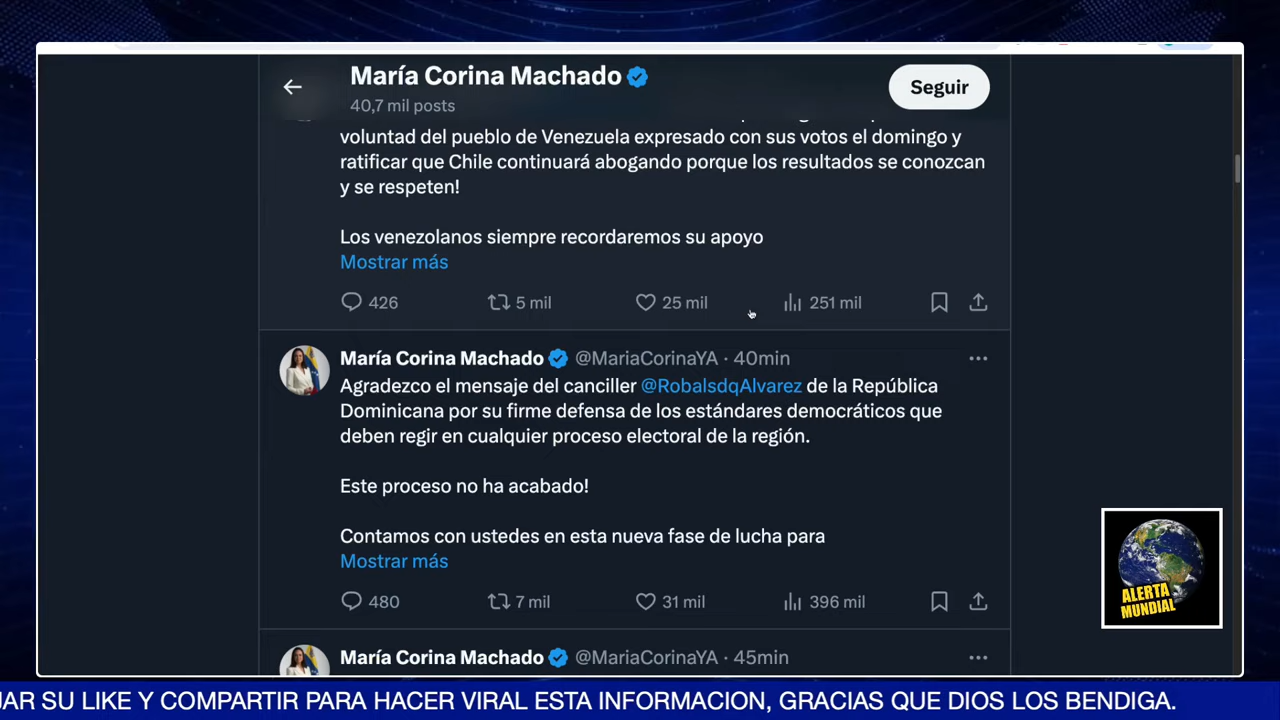 María Corina Machado
40,7 mil posts
Seguir
voluntad del pueblo de Venezuela expresado con sus votos el domingo y
ratificar que Chile continuará abogando porque los resultados se conozcan
y se respeten!
Los venezolanos siempre recordaremos su apoyo
Mostrar más
426 5 mil 25 mil 251 mil
María Corina Machado @MariaCorinaYA · 40min
Agradezco el mensaje del canciller @RobalsdqAlvarez de la República
Dominicana por su firme defensa de los estándares democráticos que
deben regir en cualquier proceso electoral de la región.
Este proceso no ha acabado!
Contamos con ustedes en esta nueva fase de lucha para
Mostrar más
480 7 mil 31 mil 396 mil
María Corina Machado @MariaCorinaYA · 45min
ALERTA
MUNDIAL
JAR SU LIKE Y COMPARTIR PARA HACER VIRAL ESTA INFORMACION, GRACIAS QUE DIOS LOS BENDIGA.